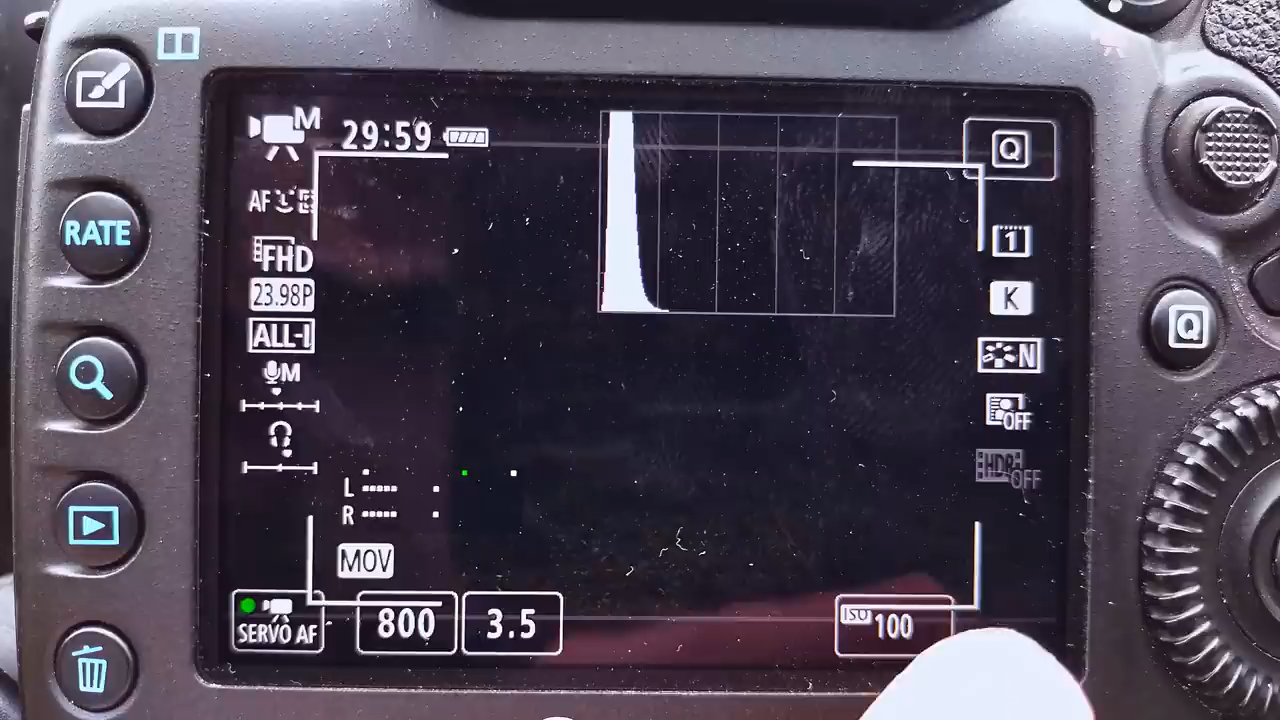 M
29:59
Q
AF
FHD
1
23.98P
K
ALL-I
N
M
OFF
HDR
OFF
L -----
R -----
MOV
SERVO AF
800
3.5
ISO 100
RATE
Q